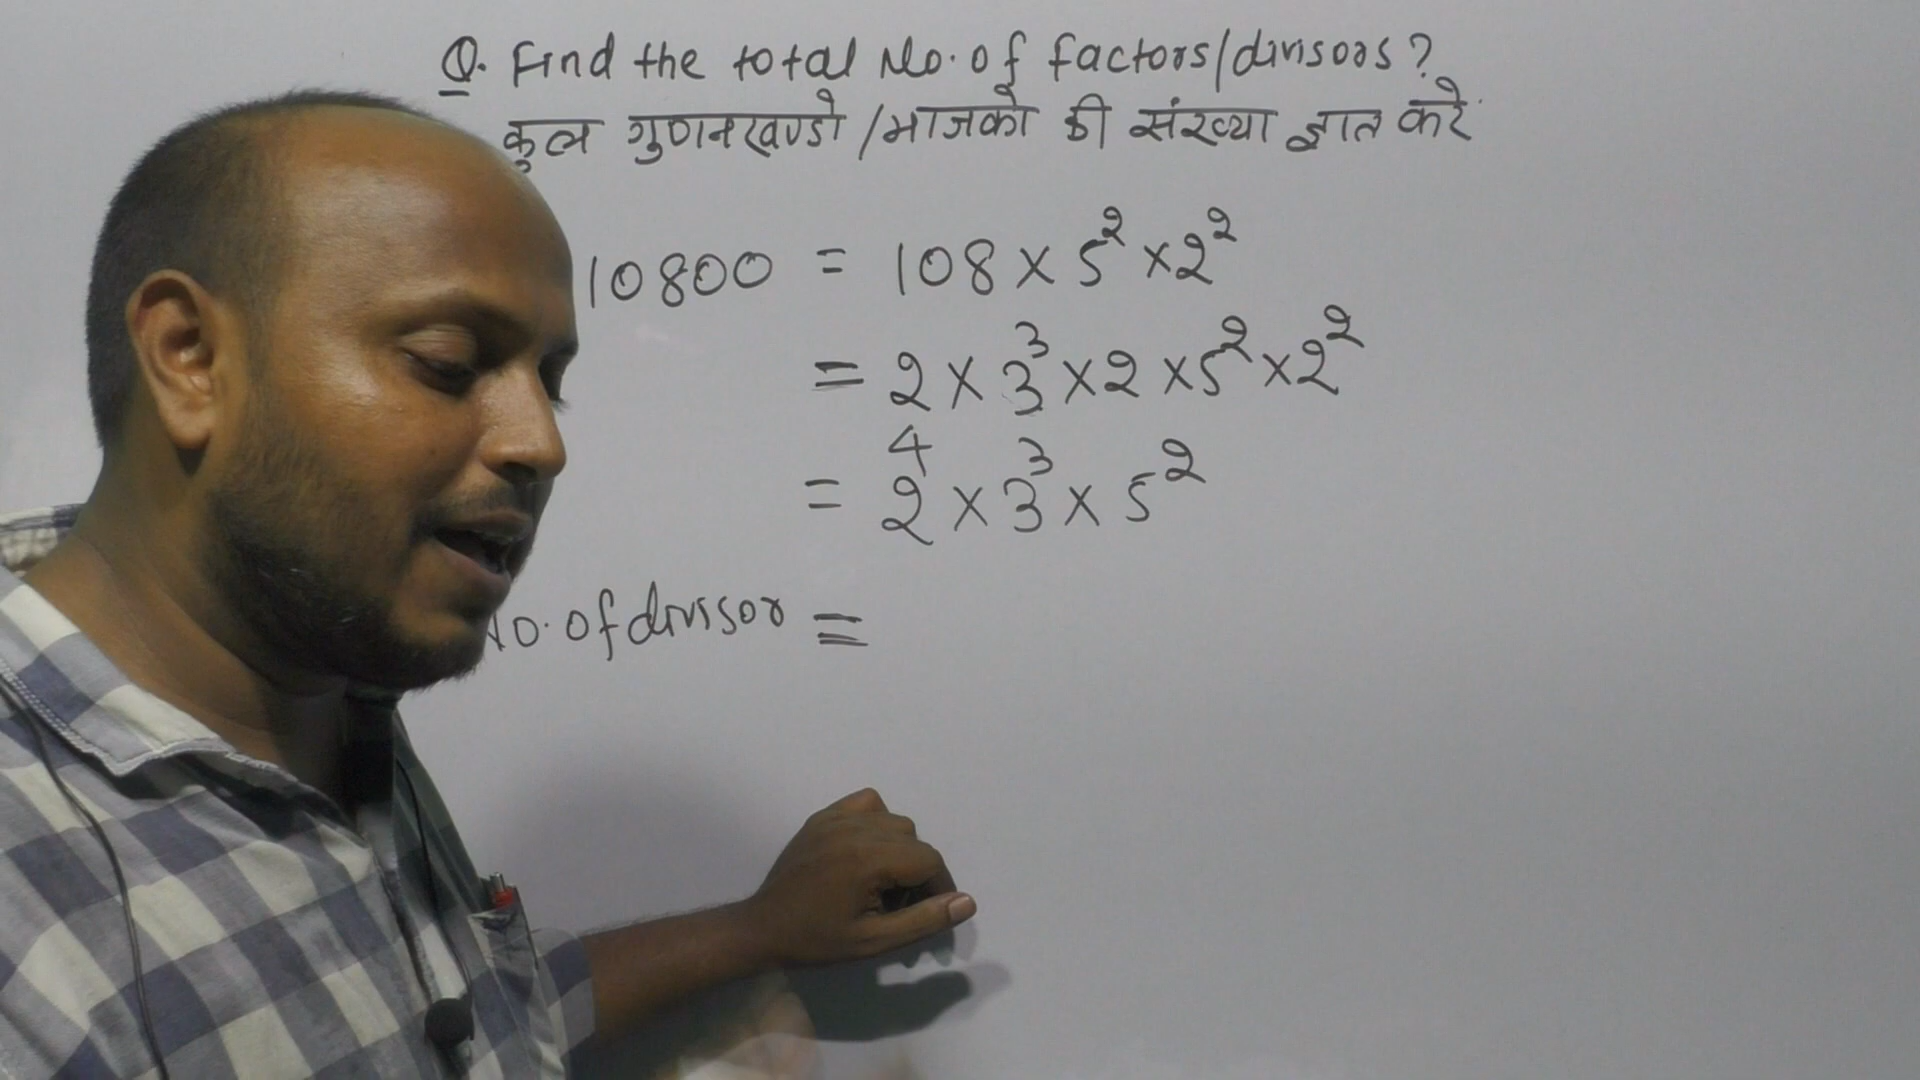 Q. Find the total No. of factors/divisors?
कुल गुणनखण्डो/भाजको की संख्या ज्ञात करे
10800 = 108 × 5² × 2²
= 2 × 3³ × 2 × 5² × 2²
= 2⁴ × 3³ × 5²
No. of divisor =